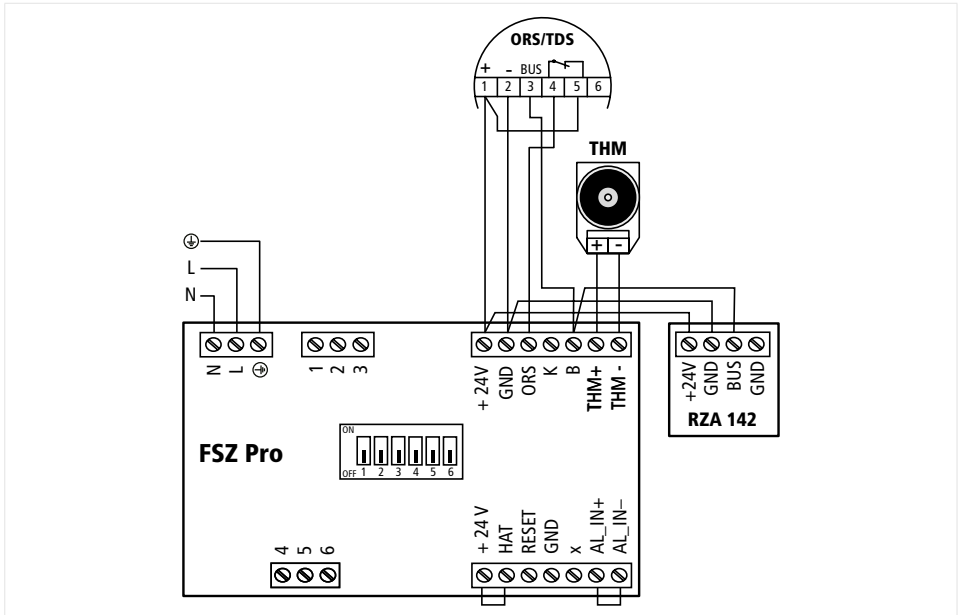 ORS/TDS
+ - BUS
1 2 3 4 5 6
THM
+ -
L
N
N L
1 2 3
+ 24V GND ORS K B THM+ THM -
+24V GND BUS GND
RZA 142
FSZ Pro
ON
OFF 1 2 3 4 5 6
4 5 6
+ 24 V HAT RESET GND x AL_IN+ AL_IN–